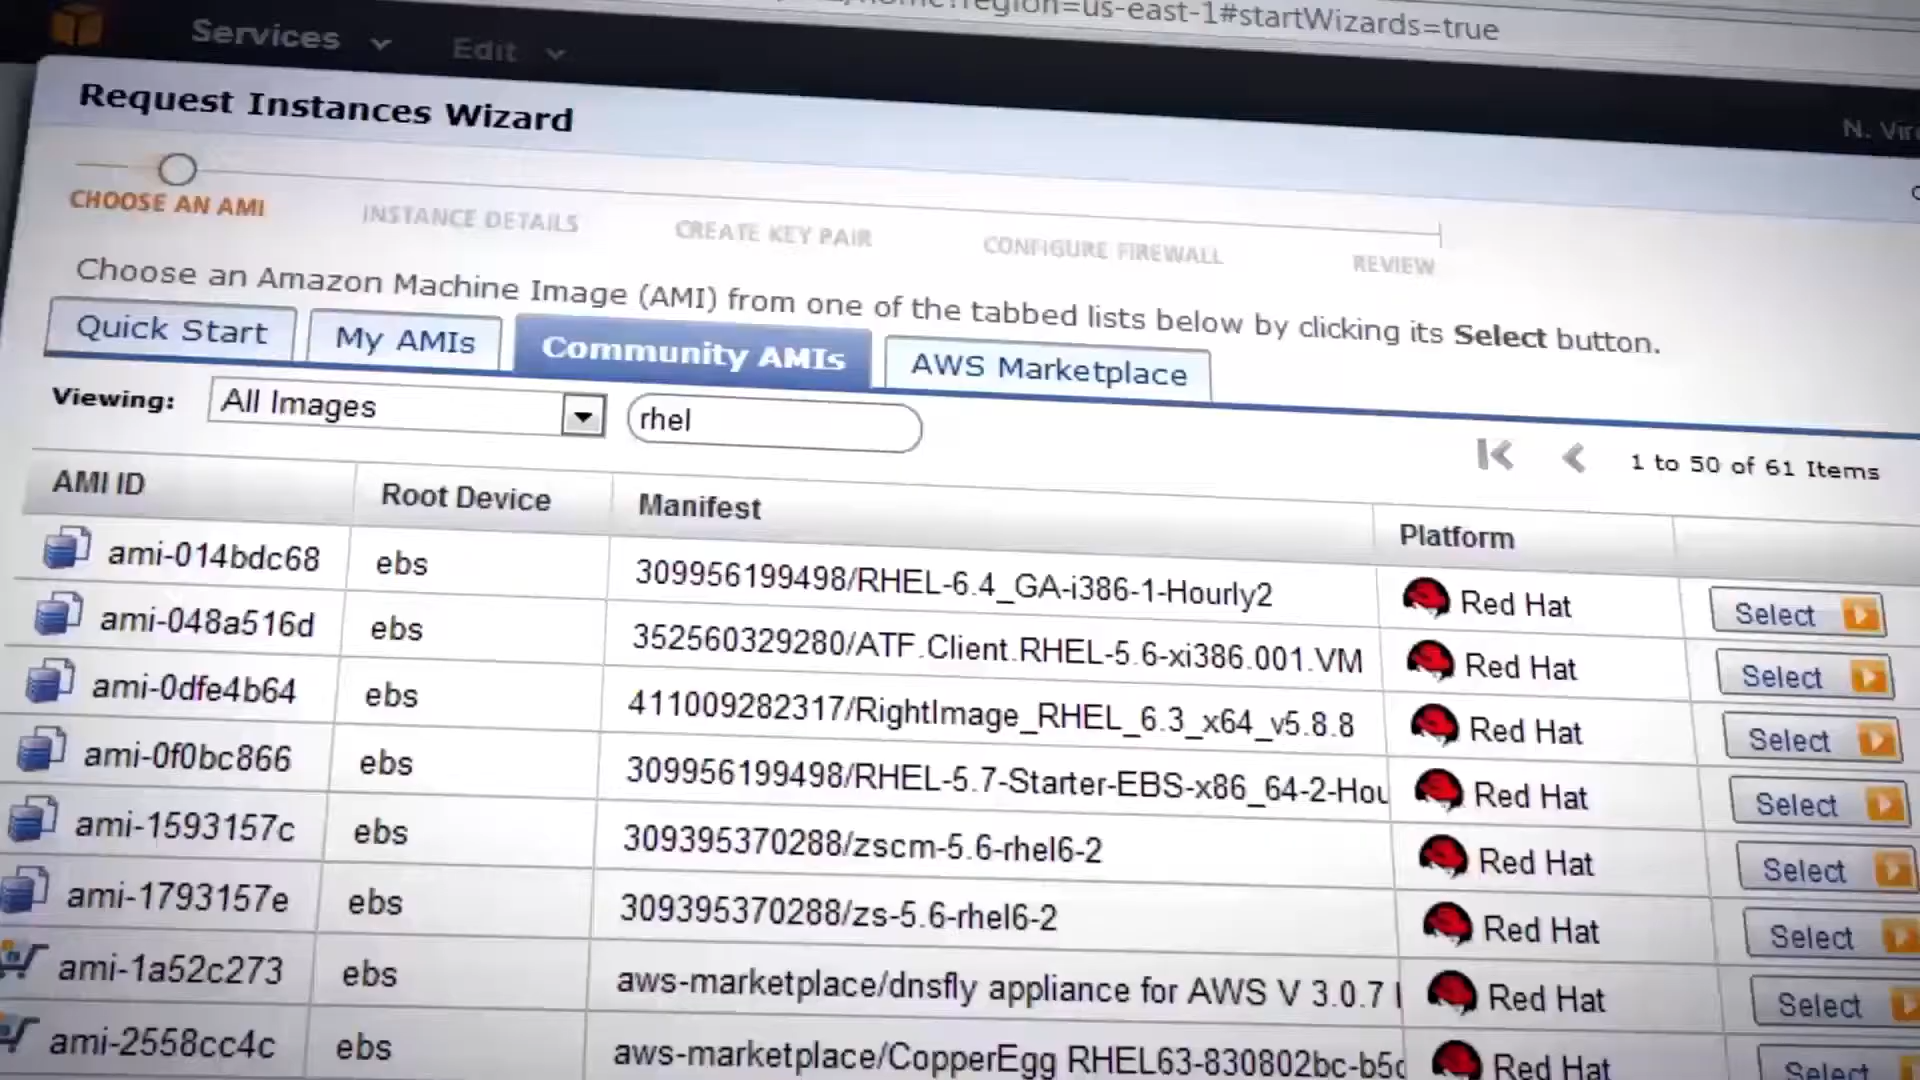 region=us-east-1#startWizards=true
Services
Edit
N. Vir
Request Instances Wizard
CHOOSE AN AMI
INSTANCE DETAILS
CREATE KEY PAIR
CONFIGURE FIREWALL
REVIEW
Choose an Amazon Machine Image (AMI) from one of the tabbed lists below by clicking its Select button.
Quick Start
My AMIs
Community AMIs
AWS Marketplace
Viewing:
All Images
rhel
1 to 50 of 61 Items
AMI ID Root Device Manifest Platform
ami-014bdc68 ebs 309956199498/RHEL-6.4_GA-i386-1-Hourly2 Red Hat Select
ami-048a516d ebs 352560329280/ATF.Client.RHEL-5.6-xi386.001.VM Red Hat Select
ami-0dfe4b64 ebs 411009282317/RightImage_RHEL_6.3_x64_v5.8.8 Red Hat Select
ami-0f0bc866 ebs 309956199498/RHEL-5.7-Starter-EBS-x86_64-2-Hou Red Hat Select
ami-1593157c ebs 309395370288/zscm-5.6-rhel6-2 Red Hat Select
ami-1793157e ebs 309395370288/zs-5.6-rhel6-2 Red Hat Select
ami-1a52c273 ebs aws-marketplace/dnsfly appliance for AWS V 3.0.7 Red Hat Select
ami-2558cc4c ebs aws-marketplace/CopperEgg RHEL63-830802bc-b5c Red Hat Select